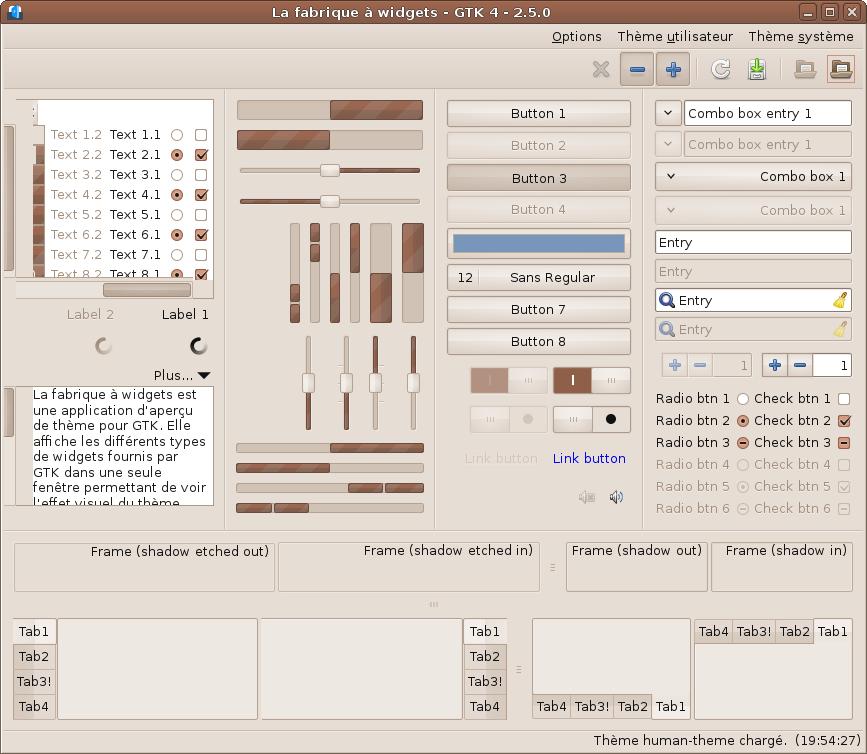 La fabrique à widgets - GTK 4 - 2.5.0
Options Thème utilisateur Thème système
:
Text 1.2 Text 1.1
Text 2.2 Text 2.1
Text 3.2 Text 3.1
Text 4.2 Text 4.1
Text 5.2 Text 5.1
Text 6.2 Text 6.1
Text 7.2 Text 7.1
Text 8.2 Text 8.1
Label 2 Label 1
Plus...
La fabrique à widgets est
une application d'aperçu
de thème pour GTK. Elle
affiche les différents types
de widgets fournis par
GTK dans une seule
fenêtre permettant de voir
l'effet visuel du thème
Button 1
Button 2
Button 3
Button 4
12 Sans Regular
Button 7
Button 8
Link button Link button
Combo box entry 1
Combo box entry 1
Combo box 1
Combo box 1
Entry
Entry
Entry
Entry
1 1
Radio btn 1 Check btn 1
Radio btn 2 Check btn 2
Radio btn 3 Check btn 3
Radio btn 4 Check btn 4
Radio btn 5 Check btn 5
Radio btn 6 Check btn 6
Frame (shadow etched out) Frame (shadow etched in) Frame (shadow out) Frame (shadow in)
Tab1
Tab2
Tab3!
Tab4
Tab1
Tab2
Tab3!
Tab4
Tab4 Tab3! Tab2 Tab1
Tab4 Tab3! Tab2 Tab1
Thème human-theme chargé. (19:54:27)